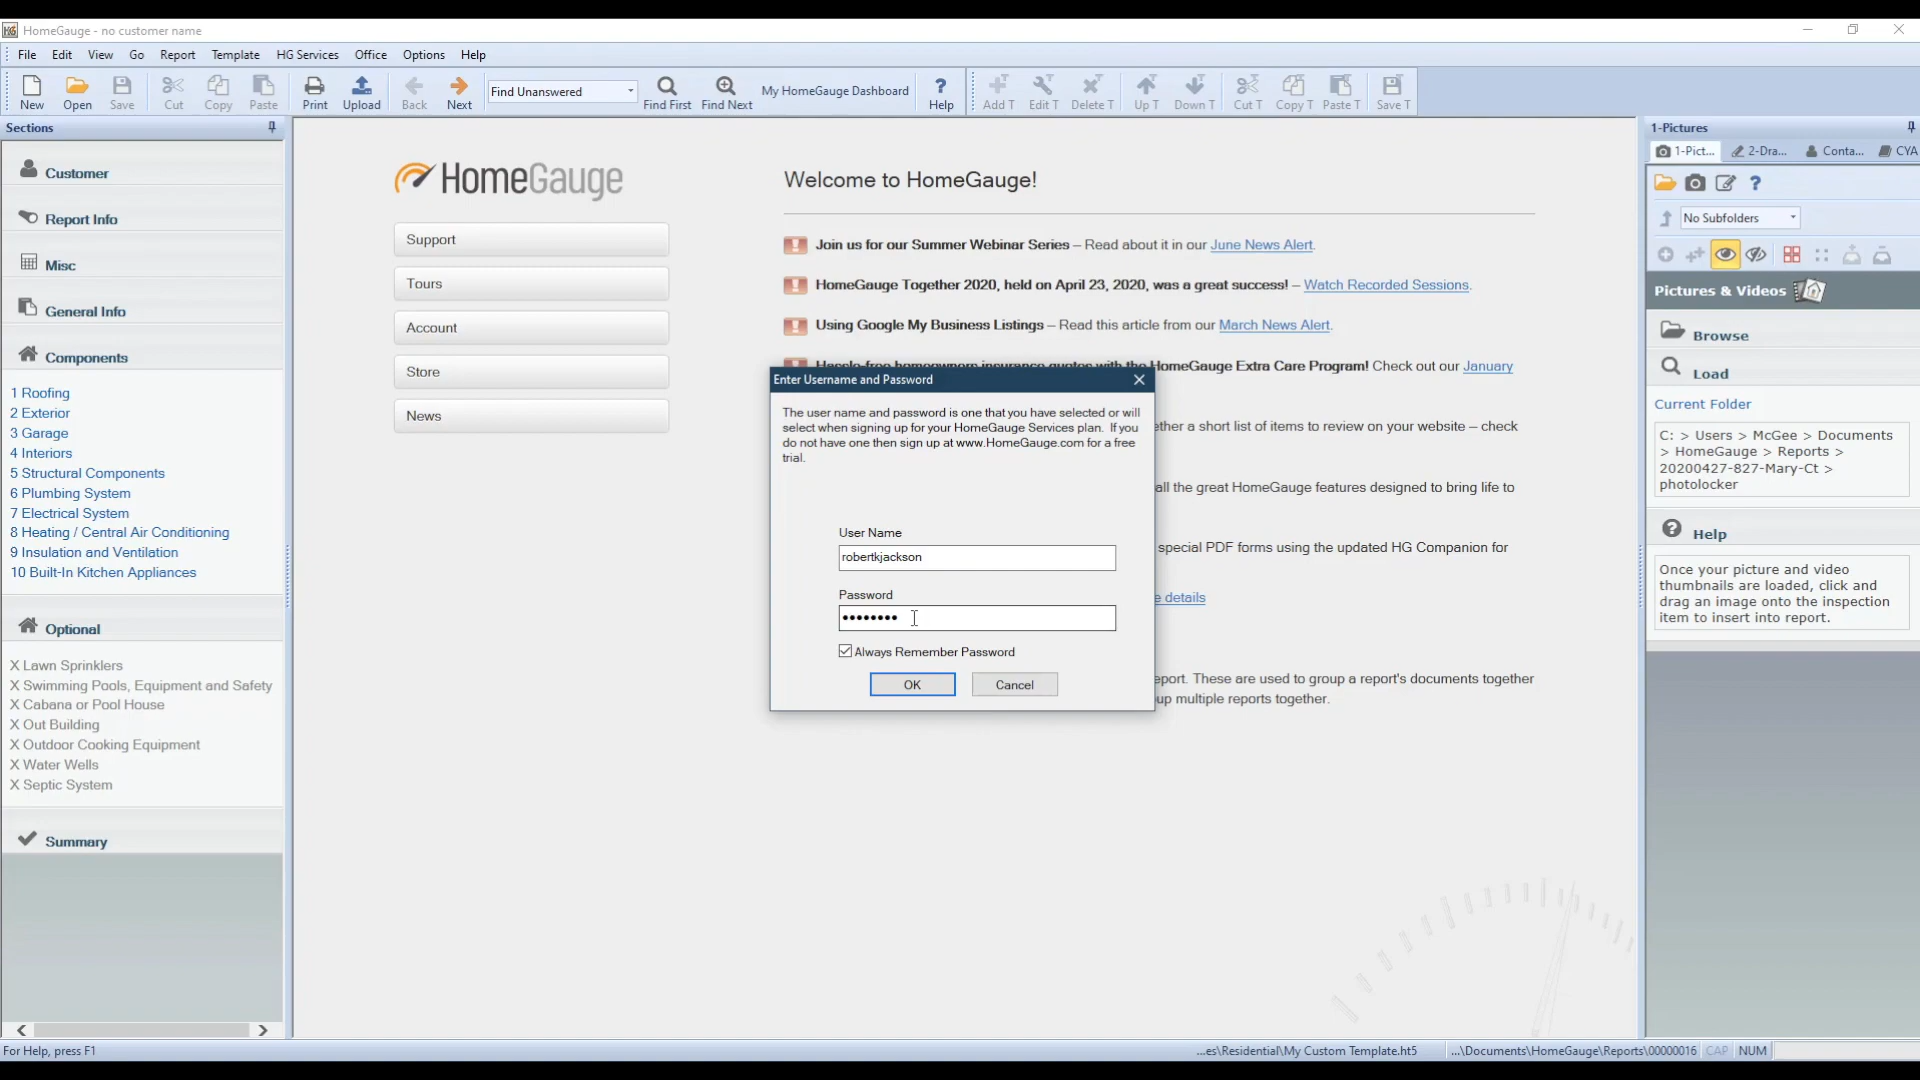 HomeGauge - no customer name
File Edit View Go Report Template HG Services Office Options Help
New Open Save Cut Copy Paste Print Upload Back Next Find Unanswered Find First Find Next My HomeGauge Dashboard Help Add T Edit T Delete T Up T Down T Cut T Copy T Paste T Save T
Sections
Customer
Report Info
Misc
General Info
Components
1 Roofing
2 Exterior
3 Garage
4 Interiors
5 Structural Components
6 Plumbing System
7 Electrical System
8 Heating / Central Air Conditioning
9 Insulation and Ventilation
10 Built-In Kitchen Appliances
Optional
X Lawn Sprinklers
X Swimming Pools, Equipment and Safety
X Cabana or Pool House
X Out Building
X Outdoor Cooking Equipment
X Water Wells
X Septic System
Summary
HomeGauge
Support
Tours
Account
Store
News
Welcome to HomeGauge!
Join us for our Summer Webinar Series – Read about it in our June News Alert.
HomeGauge Together 2020, held on April 23, 2020, was a great success! – Watch Recorded Sessions.
Using Google My Business Listings – Read this article from our March News Alert.
Hassle-free homeowners insurance quotes with the HomeGauge Extra Care Program! Check out our January
ether a short list of items to review on your website – check
all the great HomeGauge features designed to bring life to
special PDF forms using the updated HG Companion for
e details
eport. These are used to group a report's documents together
up multiple reports together.
Enter Username and Password
The user name and password is one that you have selected or will
select when signing up for your HomeGauge Services plan. If you
do not have one then sign up at www.HomeGauge.com for a free
trial.
User Name
robertkjackson
Password
••••••••
Always Remember Password
OK Cancel
1-Pictures
1-Pict... 2-Dra... Conta... CYA
No Subfolders
Pictures & Videos
Browse
Load
Current Folder
C: > Users > McGee > Documents
> HomeGauge > Reports >
20200427-827-Mary-Ct >
photolocker
Help
Once your picture and video
thumbnails are loaded, click and
drag an image onto the inspection
item to insert into report.
For Help, press F1
...es\Residential\My Custom Template.ht5 ...\Documents\HomeGauge\Reports\00000016 CAP NUM